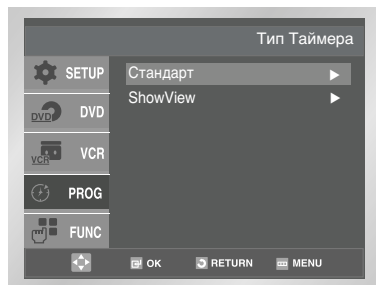 Тип Таймера
SETUP
Стандарт
ShowView
DVD DVD
VCR VCR
PROG
FUNC
OK RETURN MENU